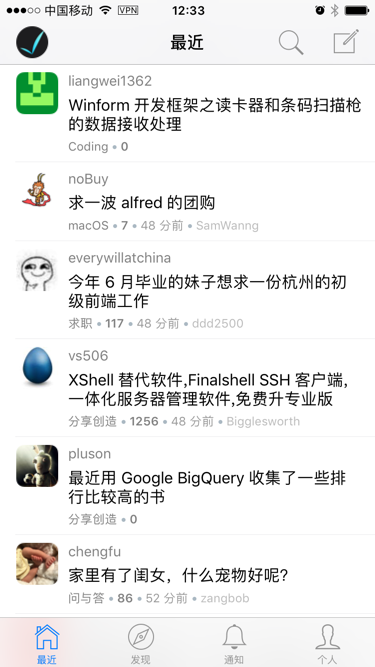 中国移动 VPN 12:33
最近
liangwei1362
Winform 开发框架之读卡器和条码扫描枪
的数据接收处理
Coding • 0
noBuy
求一波 alfred 的团购
macOS • 7 • 48 分前 • SamWanng
everywillatchina
今年 6 月毕业的妹子想求一份杭州的初
级前端工作
求职 • 117 • 48 分前 • ddd2500
vs506
XShell 替代软件,Finalshell SSH 客户端,
一体化服务器管理软件,免费升专业版
分享创造 • 1256 • 48 分前 • Bigglesworth
pluson
最近用 Google BigQuery 收集了一些排
行比较高的书
分享创造 • 0
chengfu
家里有了闺女，什么宠物好呢?
问与答 • 86 • 52 分前 • zangbob
最近 发现 通知 个人